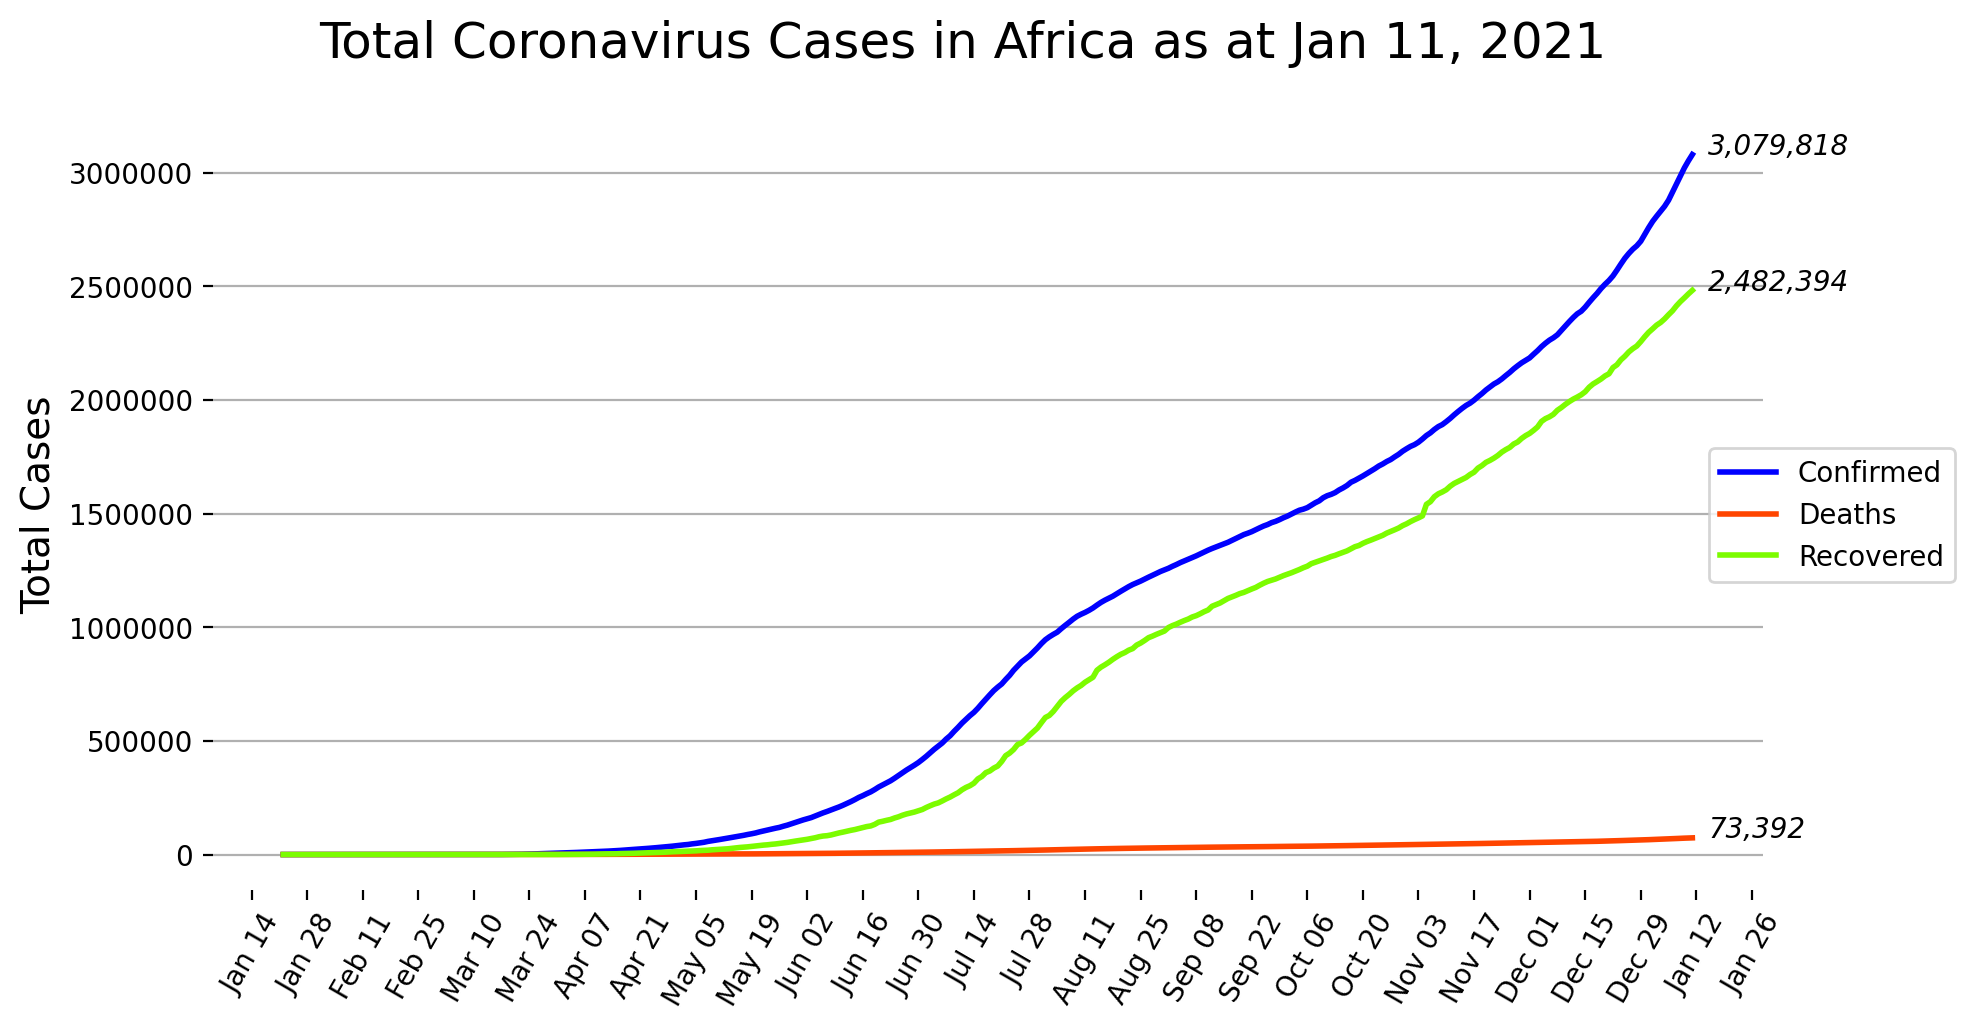 Total Coronavirus Cases in Africa as at Jan 11, 2021
Total Cases
3000000
2500000
2000000
1500000
1000000
500000
0
3,079,818
2,482,394
73,392
Confirmed
Deaths
Recovered
Jan 14
Jan 28
Feb 11
Feb 25
Mar 10
Mar 24
Apr 07
Apr 21
May 05
May 19
Jun 02
Jun 16
Jun 30
Jul 14
Jul 28
Aug 11
Aug 25
Sep 08
Sep 22
Oct 06
Oct 20
Nov 03
Nov 17
Dec 01
Dec 15
Dec 29
Jan 12
Jan 26